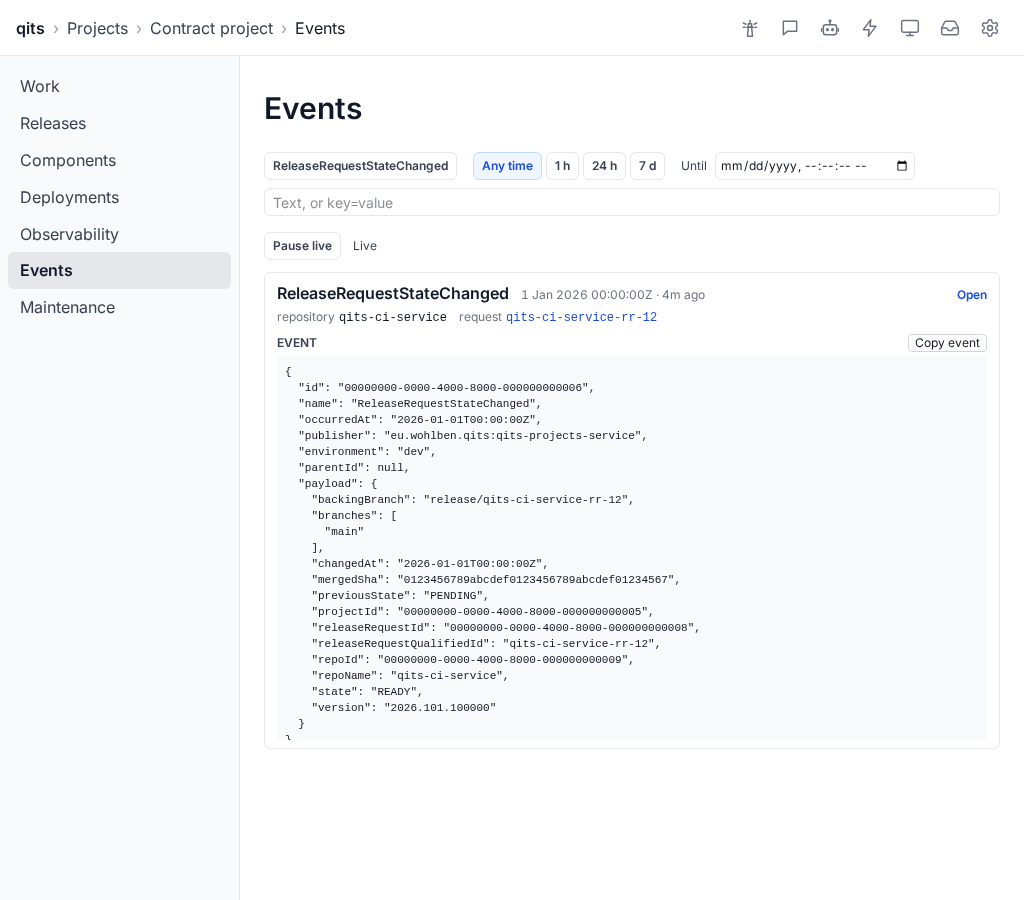 qits › Projects › Contract project › Events
Work
Releases
Components
Deployments
Observability
Events
Maintenance
Events
ReleaseRequestStateChanged Any time 1 h 24 h 7 d Until mm/dd/yyyy, --:--:-- --
Text, or key=value
Pause live Live
ReleaseRequestStateChanged 1 Jan 2026 00:00:00Z · 4m ago Open
repository qits-ci-service request qits-ci-service-rr-12
EVENT Copy event
{
  "id": "00000000-0000-4000-8000-000000000006",
  "name": "ReleaseRequestStateChanged",
  "occurredAt": "2026-01-01T00:00:00Z",
  "publisher": "eu.wohlben.qits:qits-projects-service",
  "environment": "dev",
  "parentId": null,
  "payload": {
    "backingBranch": "release/qits-ci-service-rr-12",
    "branches": [
      "main"
    ],
    "changedAt": "2026-01-01T00:00:00Z",
    "mergedSha": "0123456789abcdef0123456789abcdef01234567",
    "previousState": "PENDING",
    "projectId": "00000000-0000-4000-8000-000000000005",
    "releaseRequestId": "00000000-0000-4000-8000-000000000008",
    "releaseRequestQualifiedId": "qits-ci-service-rr-12",
    "repoId": "00000000-0000-4000-8000-000000000009",
    "repoName": "qits-ci-service",
    "state": "READY",
    "version": "2026.101.100000"
  }
}